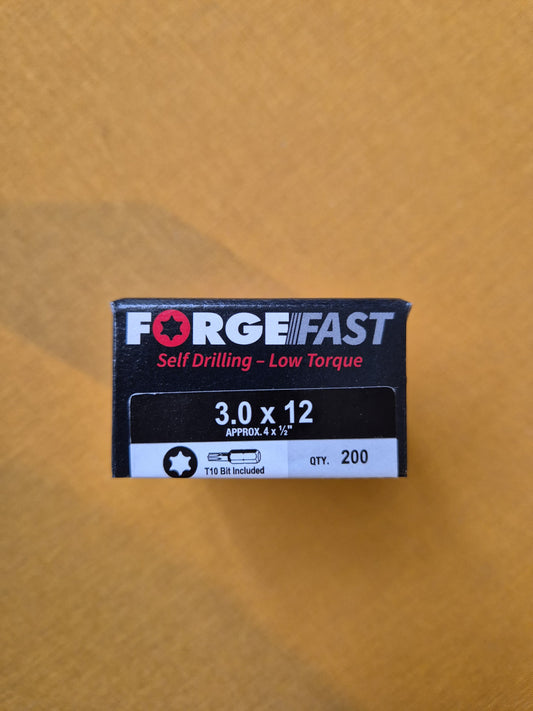 FORGEFAST
Self Drilling – Low Torque
3.0 x 12
APPROX. 4 x ½"
T10 Bit Included
QTY. 200